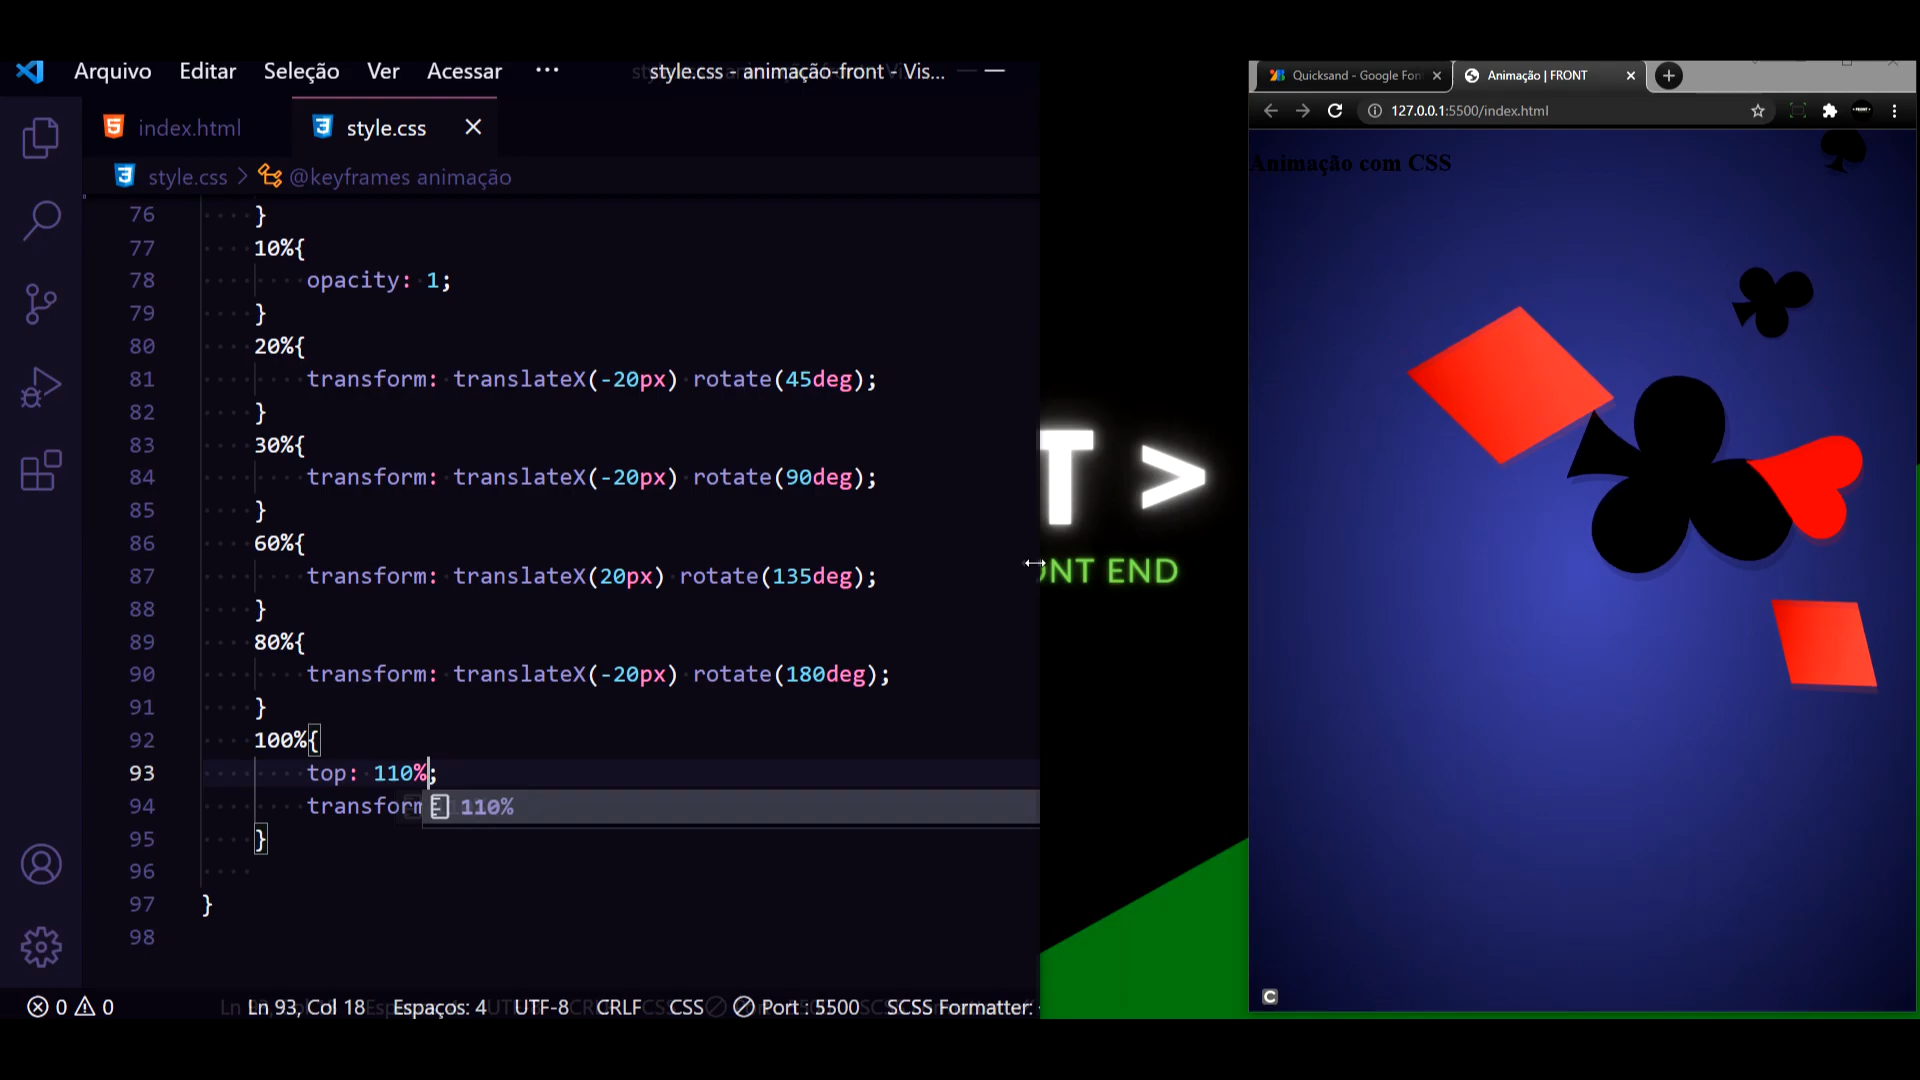 Arquivo Editar Seleção Ver Acessar ··· style.css - animação-front - Vis...
index.html style.css
style.css > @keyframes animação
76 }
77 10%{
78 opacity: 1;
79 }
80 20%{
81 transform: translateX(-20px) rotate(45deg);
82 }
83 30%{
84 transform: translateX(-20px) rotate(90deg);
85 }
86 60%{
87 transform: translateX(20px) rotate(135deg);
88 }
89 80%{
90 transform: translateX(-20px) rotate(180deg);
91 }
92 100%{
93 top: 110%;
94 transform
110%
95 }
96
97 }
98
0 0 Ln 93, Col 18 Espaços: 4 UTF-8 CRLF CSS Port : 5500 SCSS Formatter:
T >
NT END
Quicksand - Google Fon Animação | FRONT
127.0.0.1:5500/index.html
Animação com CSS